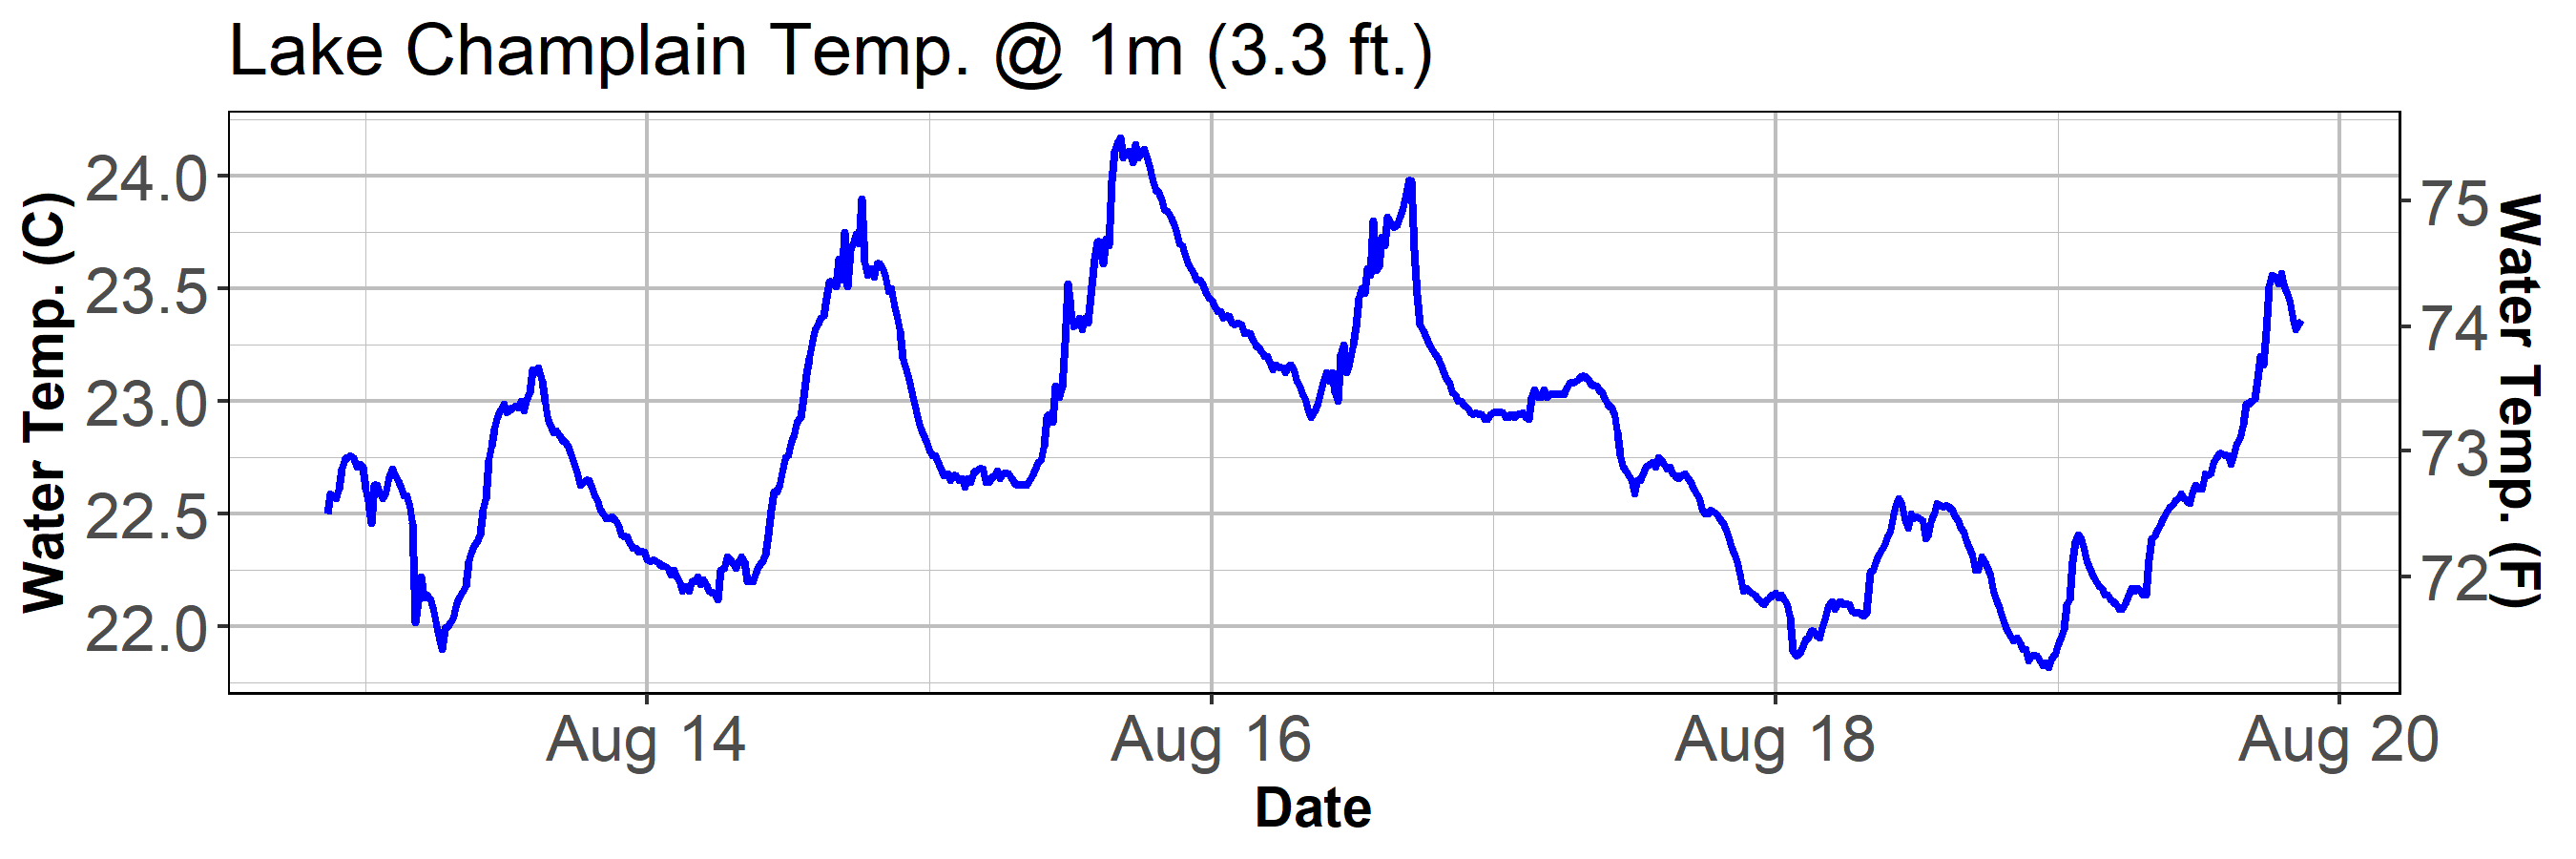 Lake Champlain Temp. @ 1m (3.3 ft.)
Water Temp. (C)
24.0
23.5
23.0
22.5
22.0
75
74
73
72
Water Temp. (F)
Aug 14 Aug 16 Aug 18 Aug 20
Date